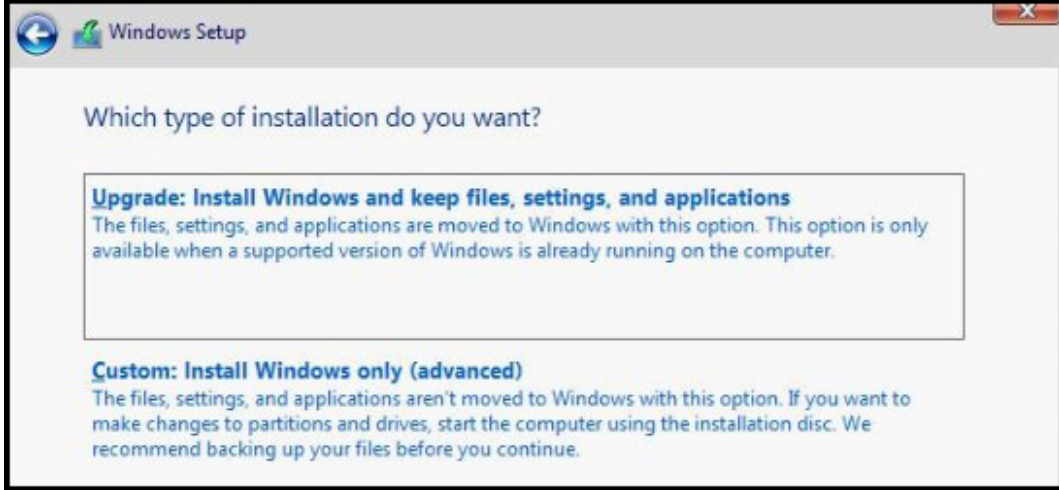 Windows Setup
Which type of installation do you want?
Upgrade: Install Windows and keep files, settings, and applications
The files, settings, and applications are moved to Windows with this option. This option is only
available when a supported version of Windows is already running on the computer.
Custom: Install Windows only (advanced)
The files, settings, and applications aren't moved to Windows with this option. If you want to
make changes to partitions and drives, start the computer using the installation disc. We
recommend backing up your files before you continue.